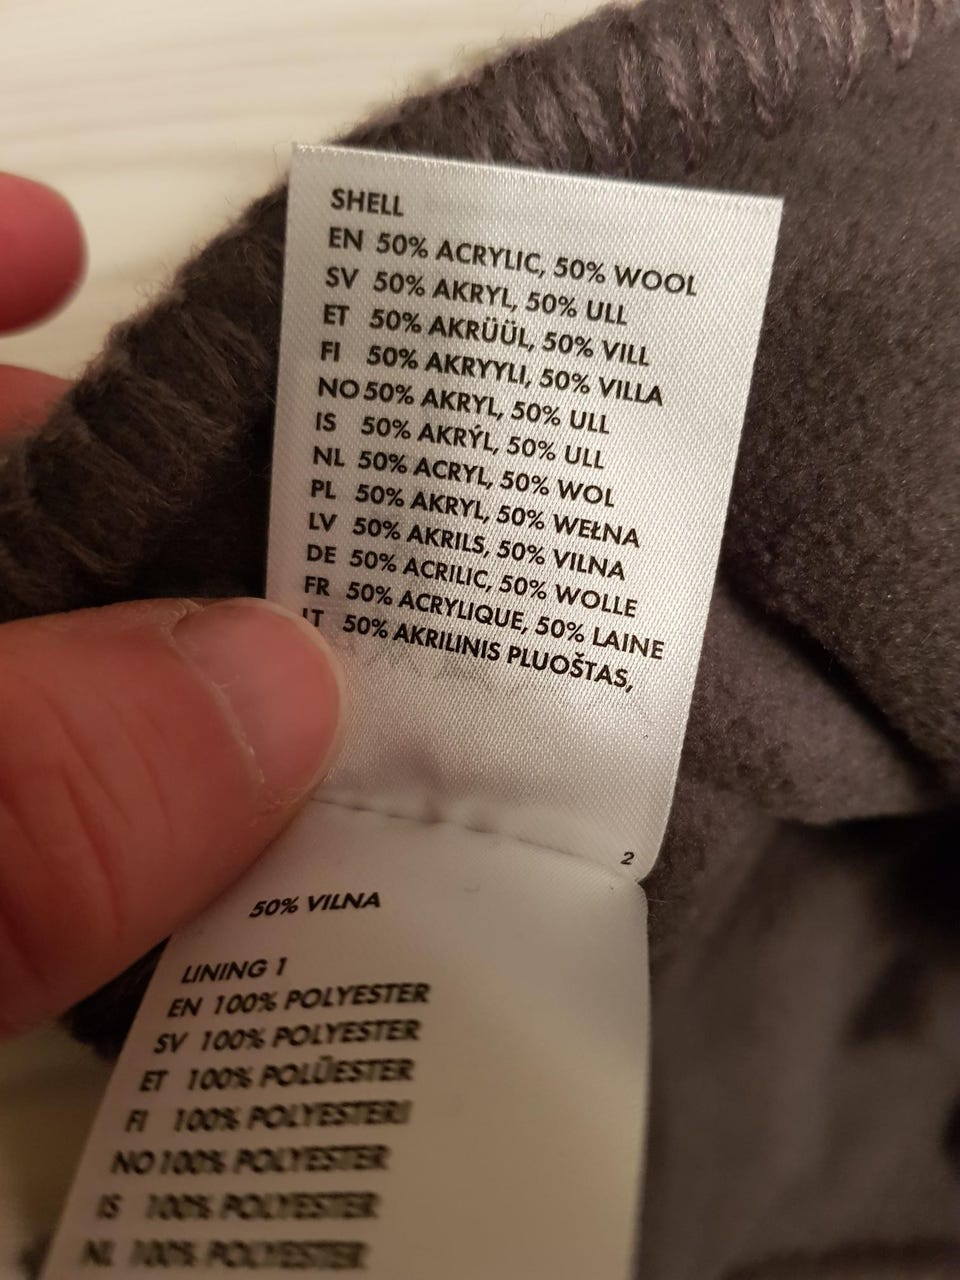 SHELL
EN 50% ACRYLIC, 50% WOOL
SV 50% AKRYL, 50% ULL
ET 50% AKRÜÜL, 50% VILL
FI 50% AKRYYLI, 50% VILLA
NO 50% AKRYL, 50% ULL
IS 50% AKRÝL, 50% ULL
NL 50% ACRYL, 50% WOL
PL 50% AKRYL, 50% WEŁNA
LV 50% AKRILS, 50% VILNA
DE 50% ACRILIC, 50% WOLLE
FR 50% ACRYLIQUE, 50% LAINE
LT 50% AKRILINIS PLUOŠTAS,
2
50% VILNA
LINING 1
EN 100% POLYESTER
SV 100% POLYESTER
ET 100% POLÜESTER
FI 100% POLYESTERI
NO 100% POLYESTER
IS 100% POLYESTER
NL 100% POLYESTER